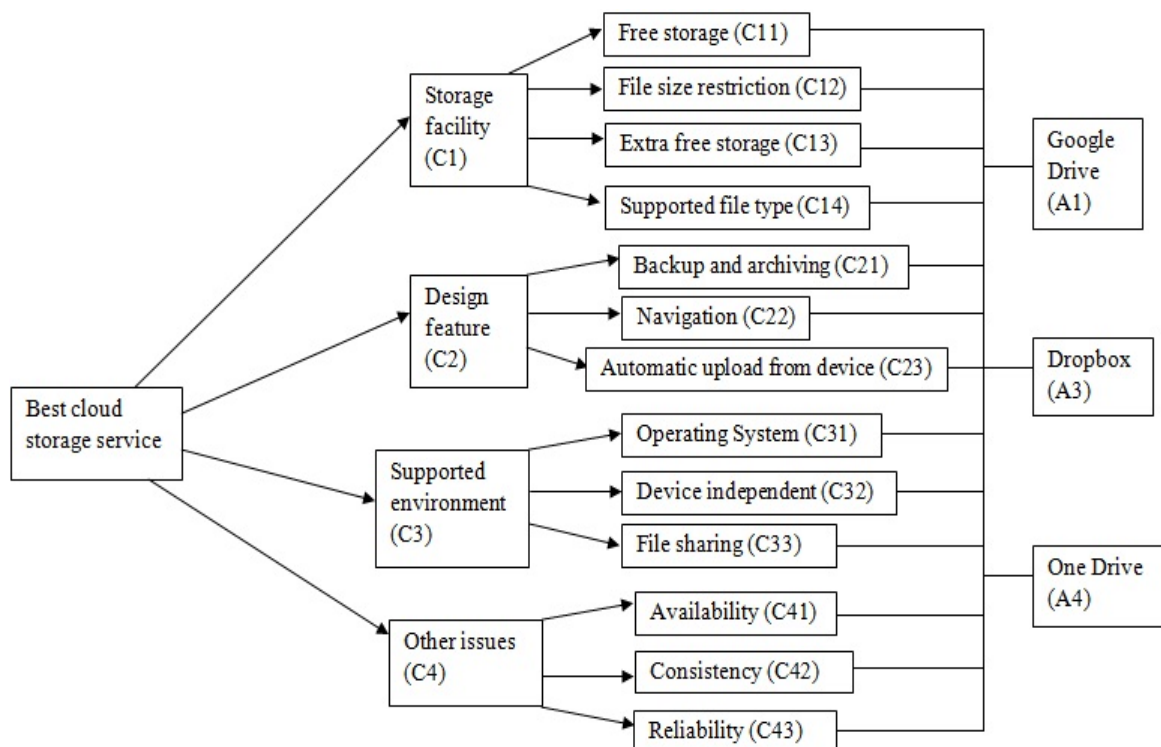 Best cloud
storage service
Storage
facility
(C1)
Free storage (C11)
File size restriction (C12)
Extra free storage (C13)
Supported file type (C14)
Design
feature
(C2)
Backup and archiving (C21)
Navigation (C22)
Automatic upload from device (C23)
Supported
environment
(C3)
Operating System (C31)
Device independent (C32)
File sharing (C33)
Other issues
(C4)
Availability (C41)
Consistency (C42)
Reliability (C43)
Google
Drive
(A1)
Dropbox
(A3)
One Drive
(A4)